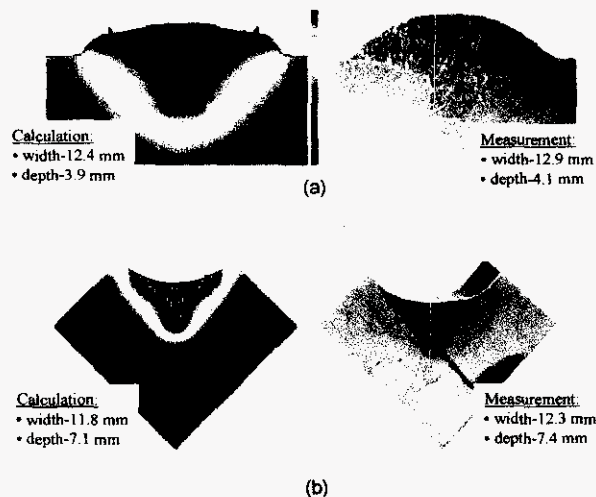 Calculation:
• width-12.4 mm
• depth-3.9 mm
Measurement:
• width-12.9 mm
• depth-4.1 mm
(a)
Calculation:
• width-11.8 mm
• depth-7.1 mm
Measurement:
• width-12.3 mm
• depth-7.4 mm
(b)